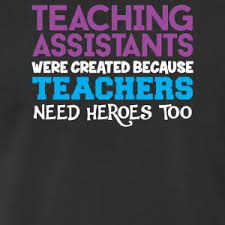 TEACHING
ASSISTANTS
WERE CREATED BECAUSE
TEACHERS
NEED HEROES TOO